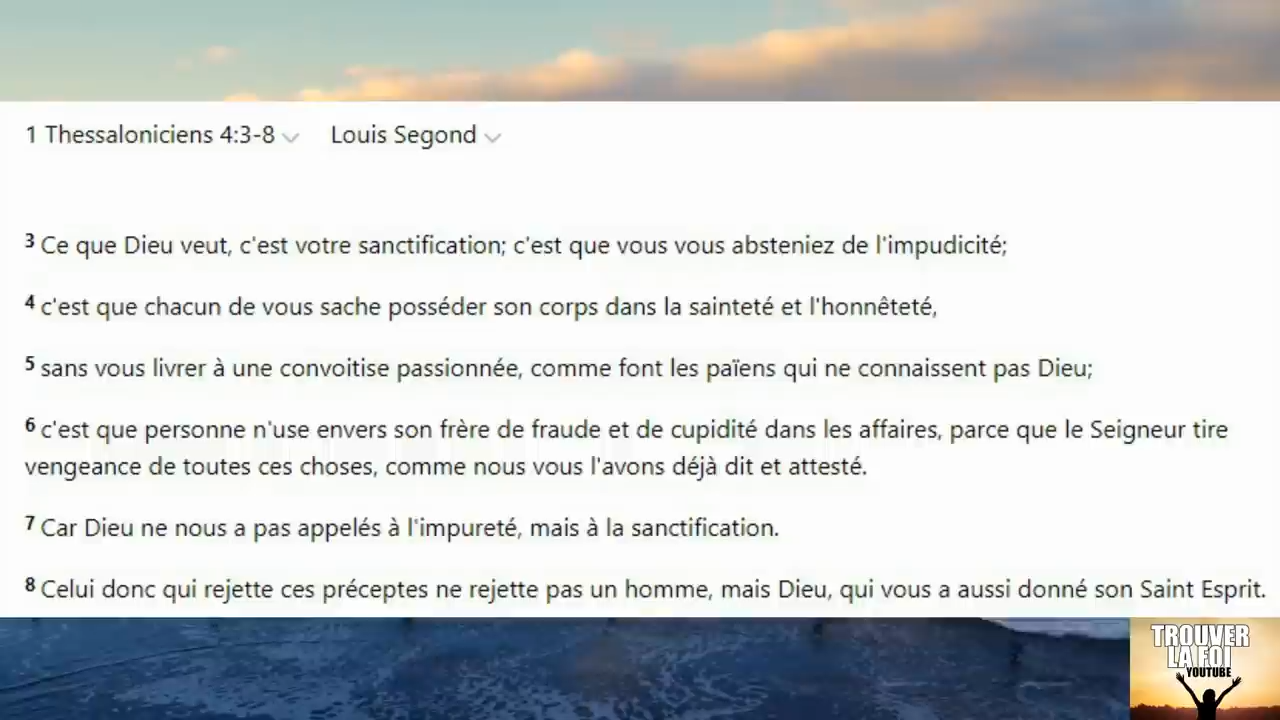 1 Thessaloniciens 4:3-8 Louis Segond
3 Ce que Dieu veut, c'est votre sanctification; c'est que vous vous absteniez de l'impudicité;
4 c'est que chacun de vous sache posséder son corps dans la sainteté et l'honnêteté,
5 sans vous livrer à une convoitise passionnée, comme font les païens qui ne connaissent pas Dieu;
6 c'est que personne n'use envers son frère de fraude et de cupidité dans les affaires, parce que le Seigneur tire
vengeance de toutes ces choses, comme nous vous l'avons déjà dit et attesté.
7 Car Dieu ne nous a pas appelés à l'impureté, mais à la sanctification.
8 Celui donc qui rejette ces préceptes ne rejette pas un homme, mais Dieu, qui vous a aussi donné son Saint Esprit.
TROUVER
LA FOI
YOUTUBE